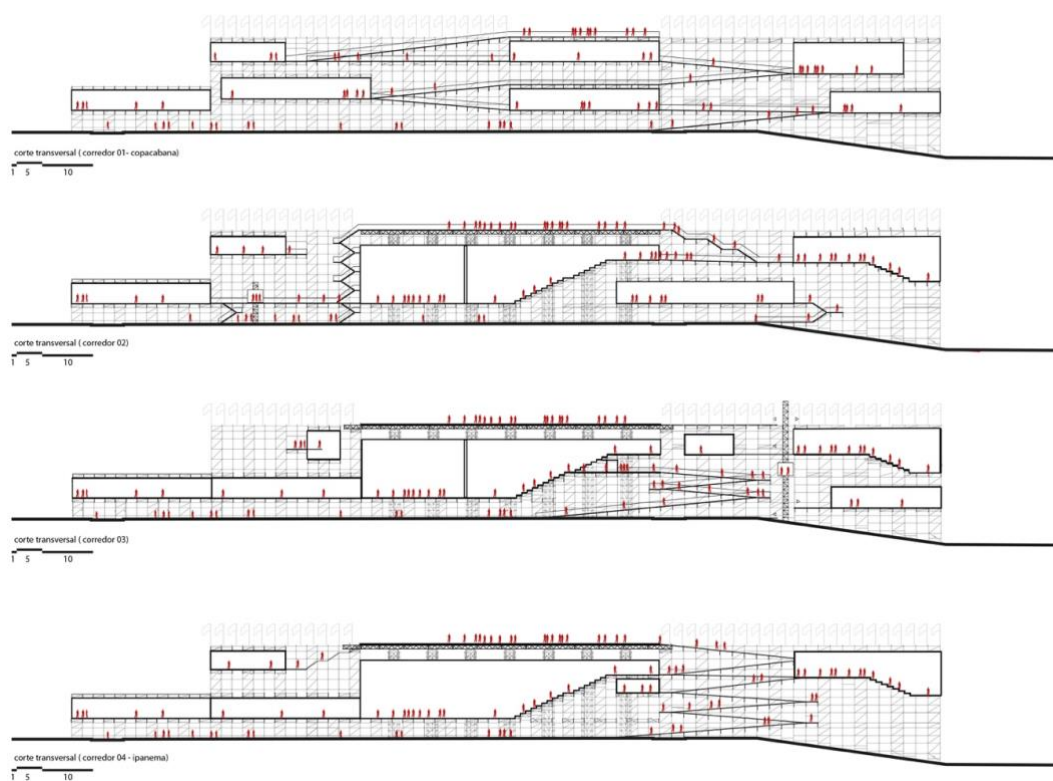 corte transversal ( corredor 01- copacabana)
1 5 10
corte transversal ( corredor 02)
1 5 10
corte transversal ( corredor 03)
1 5 10
corte transversal ( corredor 04 - ipanema)
1 5 10